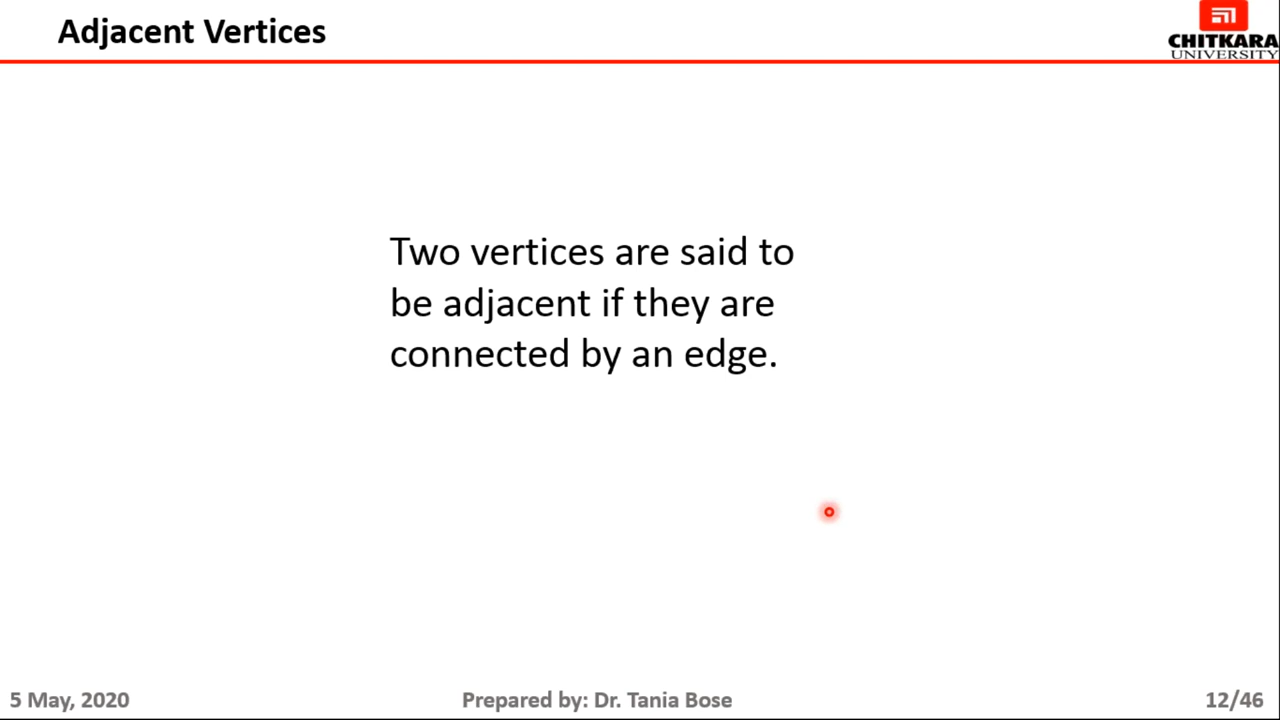 Adjacent Vertices
CHITKARA
UNIVERSITY
Two vertices are said to
be adjacent if they are
connected by an edge.
5 May, 2020
Prepared by: Dr. Tania Bose
12/46